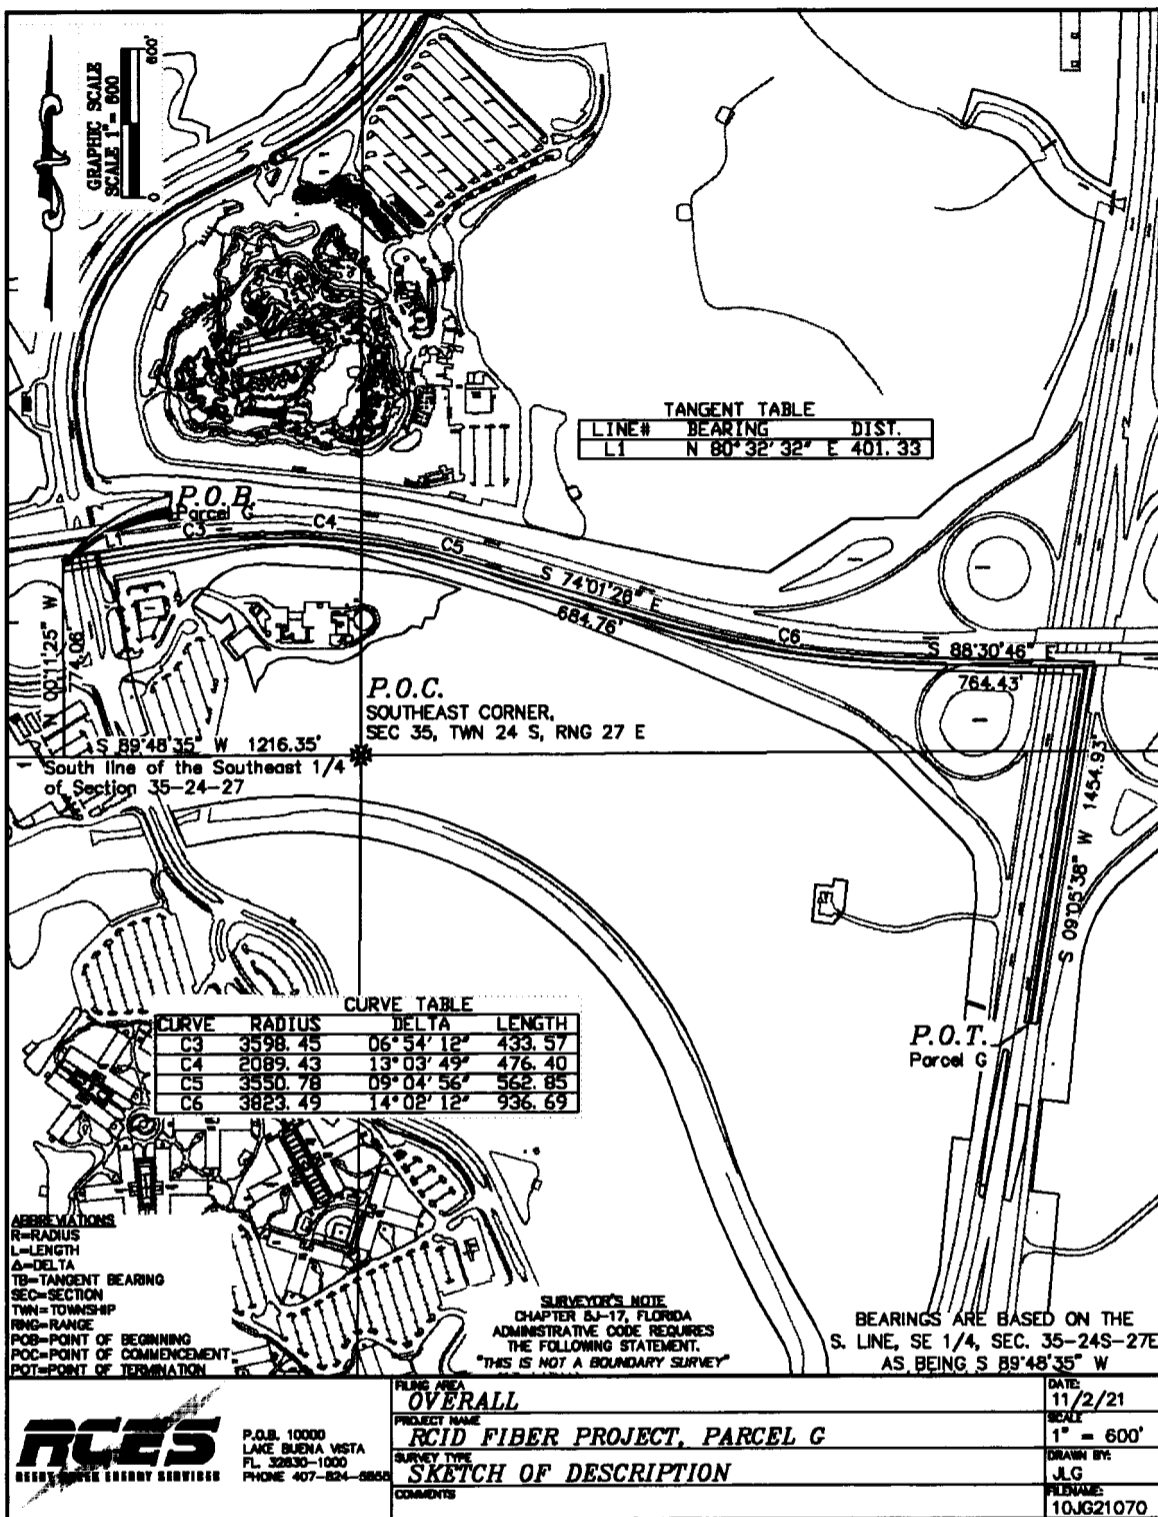 GRAPHIC SCALE
SCALE 1" = 600
0
600'
TANGENT TABLE
LINE# BEARING DIST.
L1 N 80°32'32" E 401.33
P.O.B.
Parcel G
L1
C3
C4
C5
S 74°01'28" E
684.76'
C6
S 88°30'46" E
764.43'
N 00°11'25" W
774.06'
P.O.C.
SOUTHEAST CORNER,
SEC 35, TWN 24 S, RNG 27 E
S 89°48'35" W 1216.35'
South line of the Southeast 1/4
of Section 35-24-27
S 09°05'38" W 1454.93'
P.O.T.
Parcel G
CURVE TABLE
CURVE RADIUS DELTA LENGTH
C3 3598.45 06°54'12" 433.57
C4 2089.43 13°03'49" 476.40
C5 3550.78 09°04'56" 562.85
C6 3823.49 14°02'12" 936.69
ABBREVIATIONS
R=RADIUS
L=LENGTH
Δ=DELTA
TB=TANGENT BEARING
SEC=SECTION
TWN=TOWNSHIP
RNG=RANGE
POB=POINT OF BEGINNING
POC=POINT OF COMMENCEMENT
POT=POINT OF TERMINATION
SURVEYOR'S NOTE
CHAPTER 5J-17, FLORIDA
ADMINISTRATIVE CODE REQUIRES
THE FOLLOWING STATEMENT.
"THIS IS NOT A BOUNDARY SURVEY"
BEARINGS ARE BASED ON THE
S. LINE, SE 1/4, SEC. 35-24S-27E
AS BEING S 89°48'35" W
RCES
REEDY CREEK ENERGY SERVICES
P.O.B. 10000
LAKE BUENA VISTA
FL. 32830-1000
PHONE 407-824-
FILING AREA
OVERALL
PROJECT NAME
RCID FIBER PROJECT, PARCEL G
SURVEY TYPE
SKETCH OF DESCRIPTION
COMMENTS
DATE:
11/2/21
SCALE
1" = 600'
DRAWN BY:
JLG
FILENAME:
10JG21070